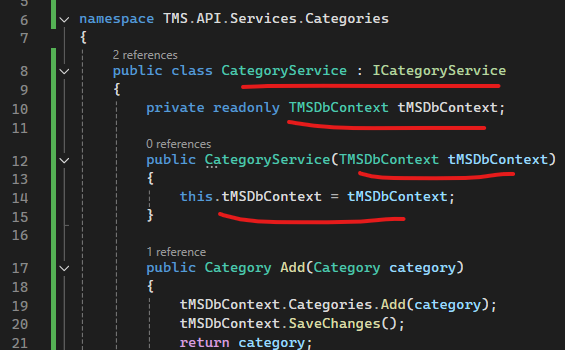 5
6 namespace TMS.API.Services.Categories
7 {
2 references
8 public class CategoryService : ICategoryService
9 {
10 private readonly TMSDbContext tMSDbContext;
11
0 references
12 public CategoryService(TMSDbContext tMSDbContext)
13 {
14 this.tMSDbContext = tMSDbContext;
15 }
16
1 reference
17 public Category Add(Category category)
18 {
19 tMSDbContext.Categories.Add(category);
20 tMSDbContext.SaveChanges();
21 return category;